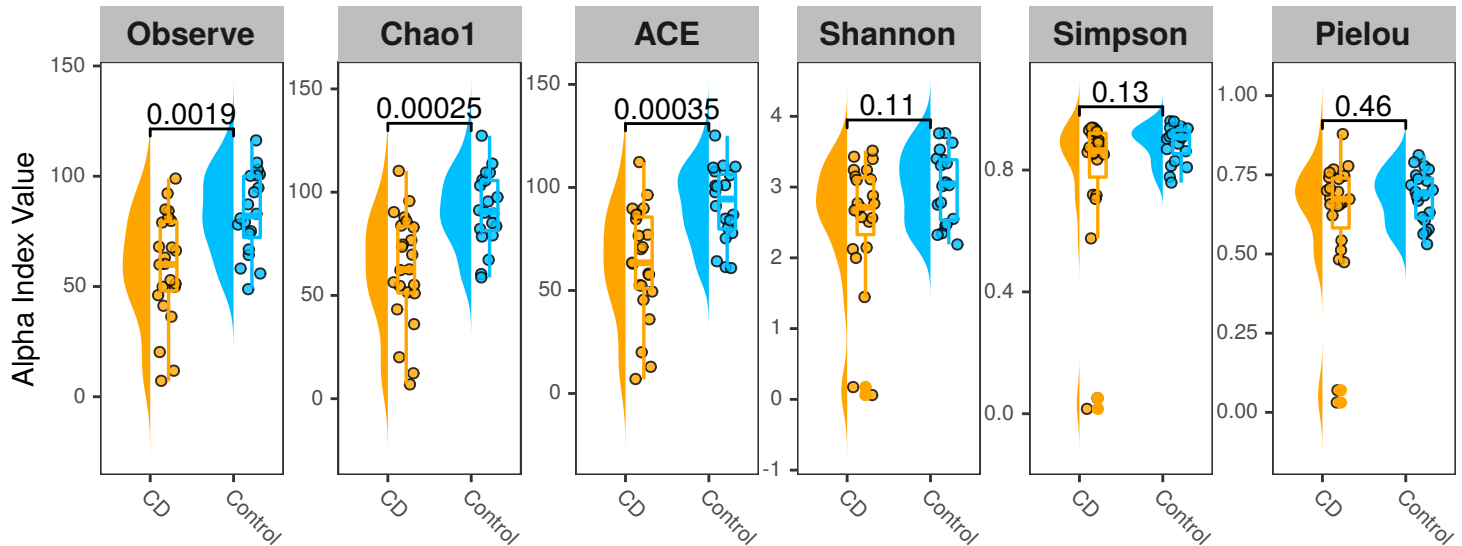 Observe
Chao1
ACE
Shannon
Simpson
Pielou
Alpha Index Value
150
100
50
0
0.0019
CD
Control
150
100
50
0
0.00025
CD
Control
150
100
50
0
0.00035
CD
Control
4
3
2
1
0
-1
0.11
CD
Control
0.8
0.4
0.0
0.13
CD
Control
1.00
0.75
0.50
0.25
0.00
0.46
CD
Control